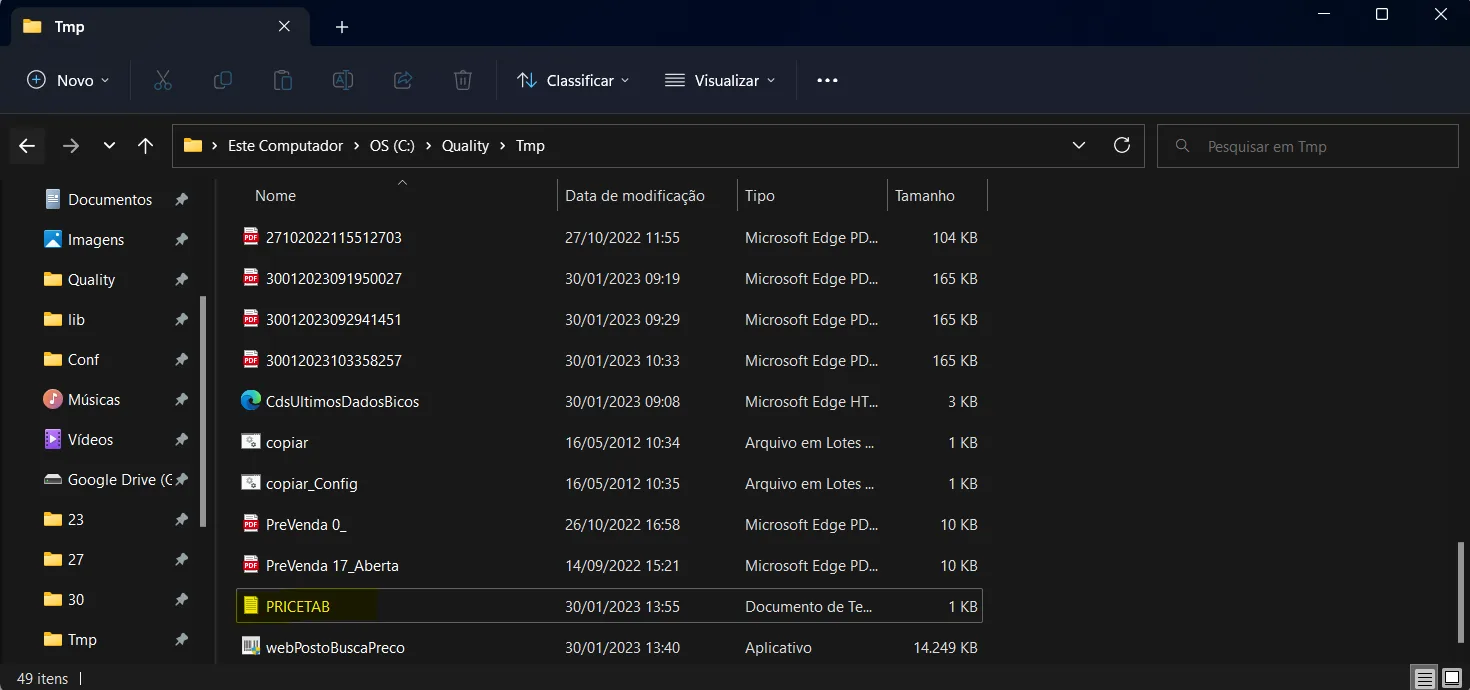 Tmp
Novo
Classificar
Visualizar
Este Computador > OS (C:) > Quality > Tmp
Pesquisar em Tmp
Documentos
Imagens
Quality
lib
Conf
Músicas
Vídeos
Google Drive (G
23
27
30
Tmp
Nome Data de modificação Tipo Tamanho
27102022115512703 27/10/2022 11:55 Microsoft Edge PD... 104 KB
30012023091950027 30/01/2023 09:19 Microsoft Edge PD... 165 KB
30012023092941451 30/01/2023 09:29 Microsoft Edge PD... 165 KB
30012023103358257 30/01/2023 10:33 Microsoft Edge PD... 165 KB
CdsUltimosDadosBicos 30/01/2023 09:08 Microsoft Edge HT... 3 KB
copiar 16/05/2012 10:34 Arquivo em Lotes ... 1 KB
copiar_Config 16/05/2012 10:35 Arquivo em Lotes ... 1 KB
PreVenda 0_ 26/10/2022 16:58 Microsoft Edge PD... 10 KB
PreVenda 17_Aberta 14/09/2022 15:21 Microsoft Edge PD... 10 KB
PRICETAB 30/01/2023 13:55 Documento de Te... 1 KB
webPostoBuscaPreco 30/01/2023 13:40 Aplicativo 14.249 KB
49 itens